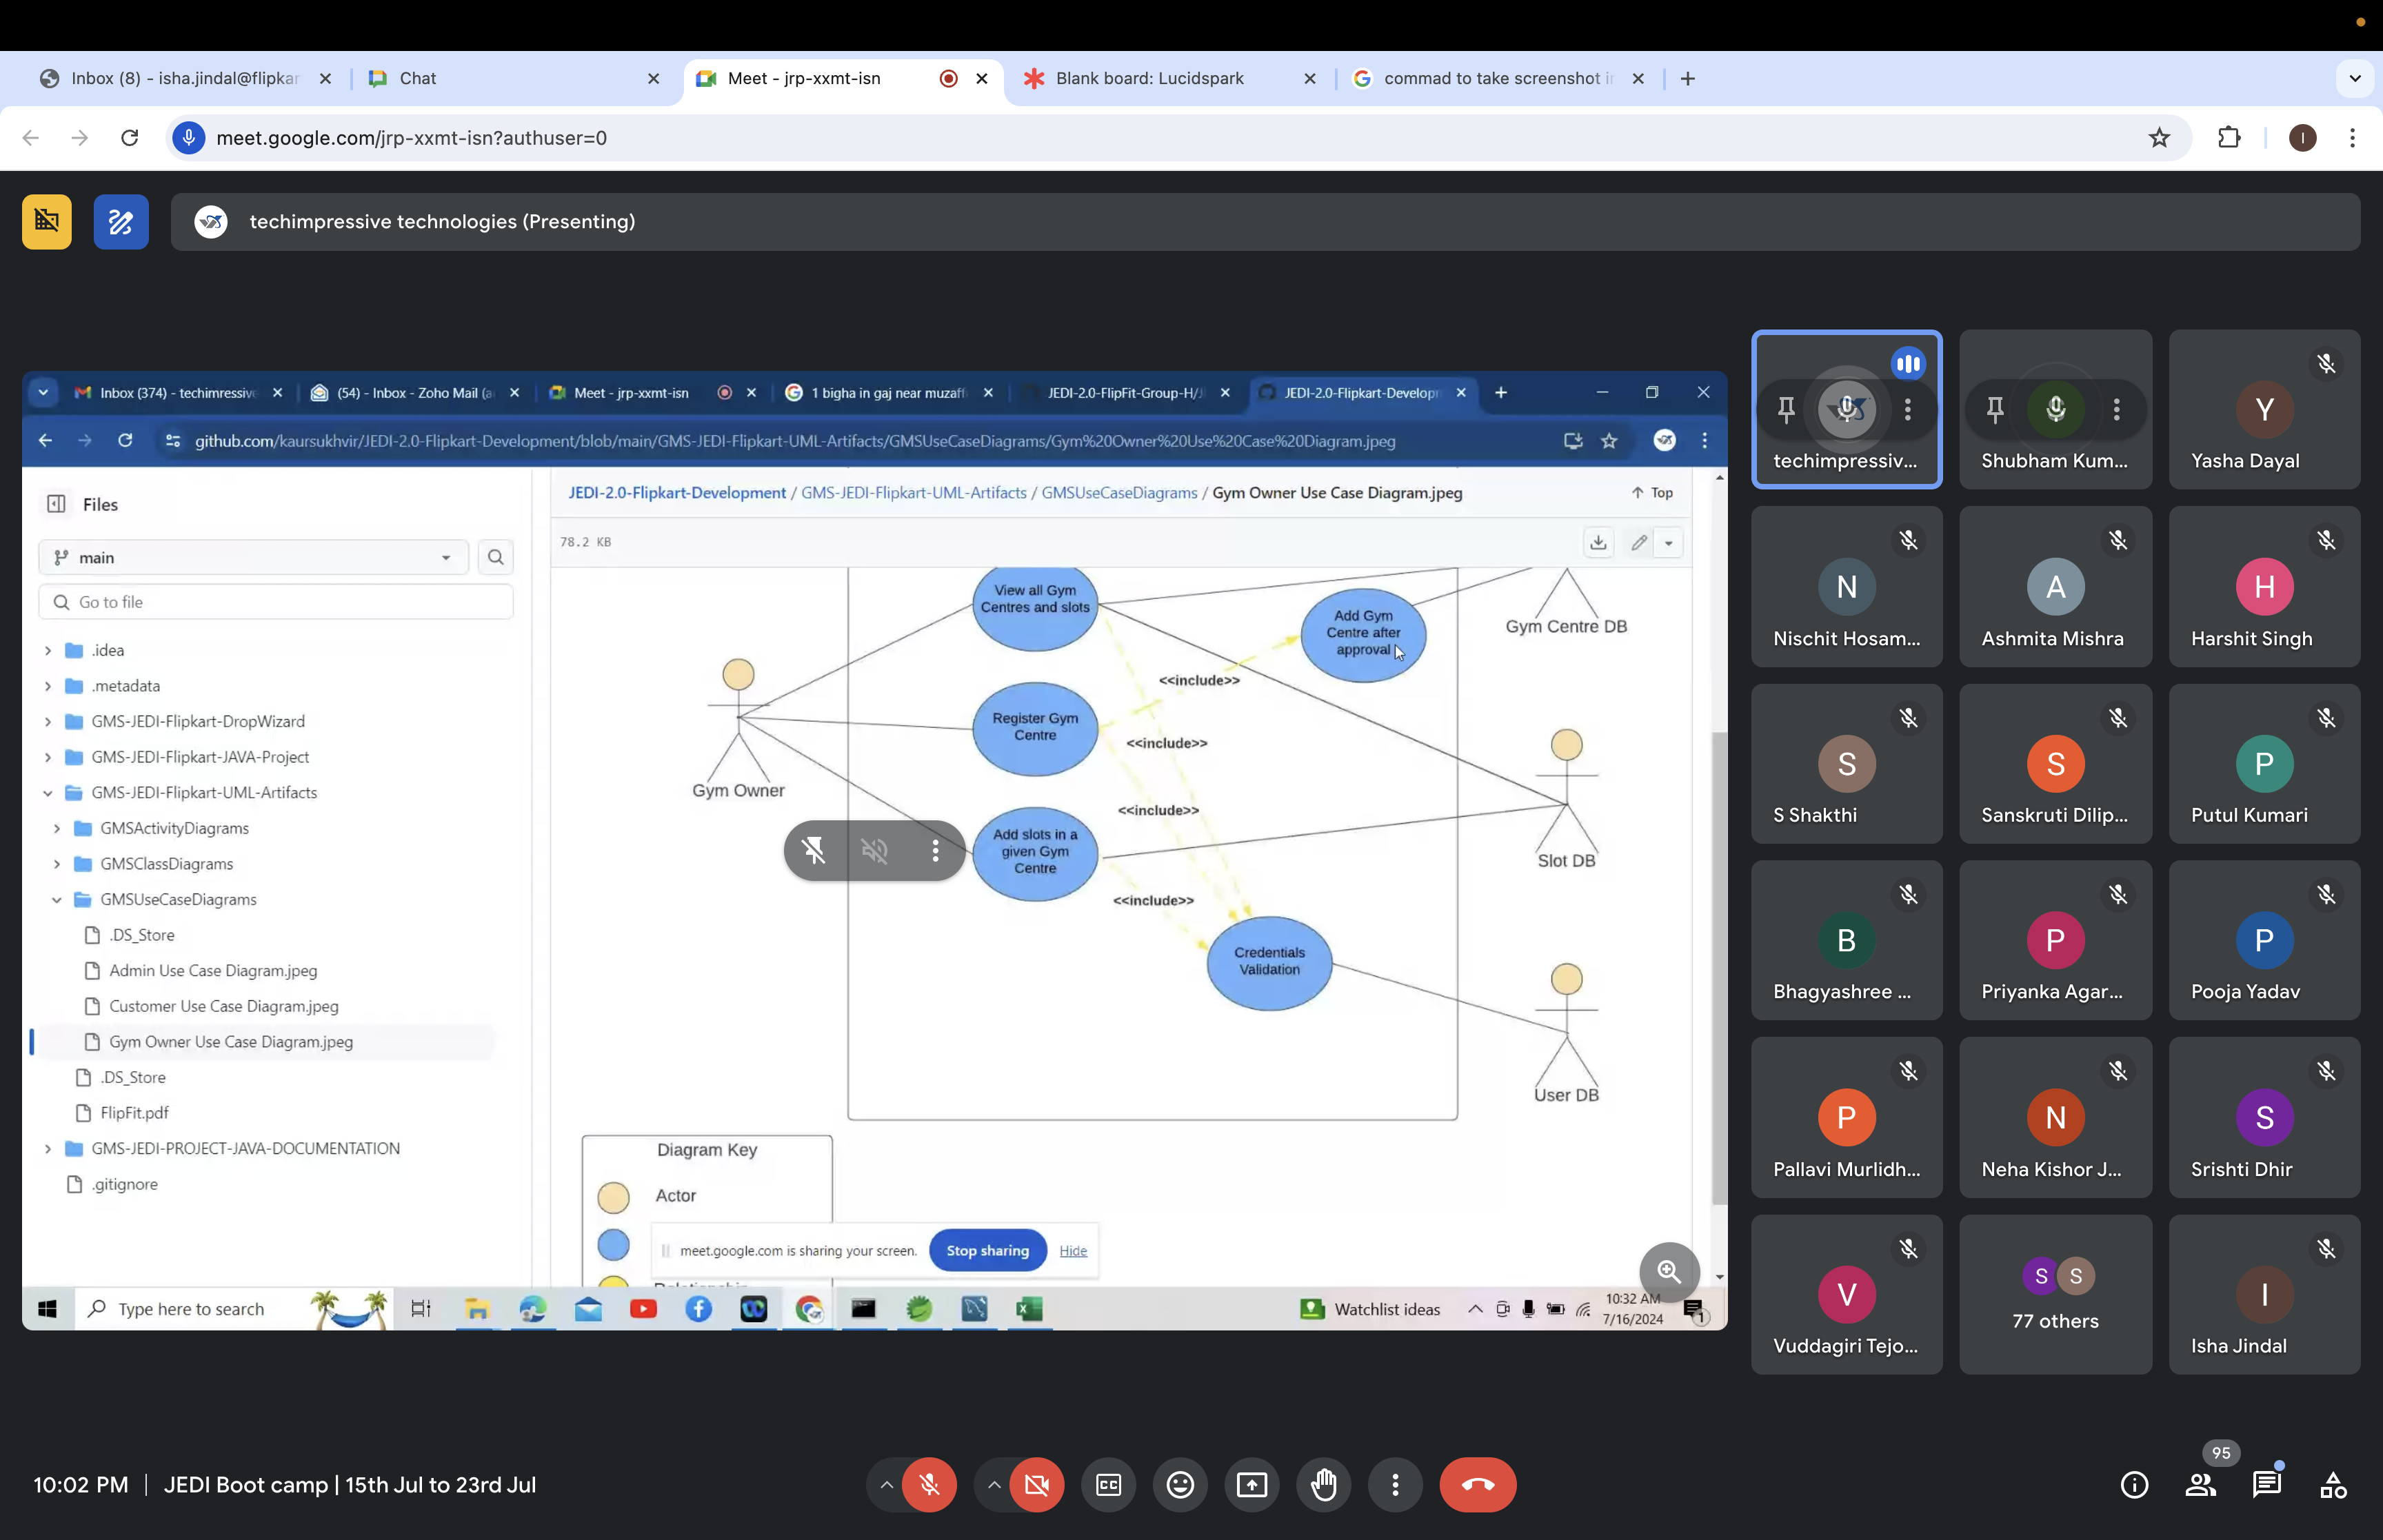 Inbox (8) - isha.jindal@flipkar
Chat
Meet - jrp-xxmt-isn
Blank board: Lucidspark
commad to take screenshot i
meet.google.com/jrp-xxmt-isn?authuser=0
I
techimpressive technologies (Presenting)
Inbox (374) - techimpressive
(54) - Inbox - Zoho Mail (a
Meet - jrp-xxmt-isn
1 bigha in gaj near muzaff
JEDI-2.0-FlipFit-Group-H/J
JEDI-2.0-Flipkart-Developm
github.com/kaursukhvir/JEDI-2.0-Flipkart-Development/blob/main/GMS-JEDI-Flipkart-UML-Artifacts/GMSUseCaseDiagrams/Gym%20Owner%20Use%20Case%20Diagram.jpeg
Files
main
Go to file
.idea
.metadata
GMS-JEDI-Flipkart-DropWizard
GMS-JEDI-Flipkart-JAVA-Project
GMS-JEDI-Flipkart-UML-Artifacts
GMSActivityDiagrams
GMSClassDiagrams
GMSUseCaseDiagrams
.DS_Store
Admin Use Case Diagram.jpeg
Customer Use Case Diagram.jpeg
Gym Owner Use Case Diagram.jpeg
.DS_Store
FlipFit.pdf
GMS-JEDI-PROJECT-JAVA-DOCUMENTATION
.gitignore
JEDI-2.0-Flipkart-Development / GMS-JEDI-Flipkart-UML-Artifacts / GMSUseCaseDiagrams / Gym Owner Use Case Diagram.jpeg
Top
78.2 KB
View all Gym
Centres and slots
Add Gym
Centre after
approval
Gym Centre DB
<<include>>
Register Gym
Centre
<<include>>
Gym Owner
<<include>>
Add slots in a
given Gym
Centre
Slot DB
<<include>>
Credentials
Validation
User DB
Diagram Key
Actor
meet.google.com is sharing your screen.
Stop sharing
Hide
Type here to search
Watchlist ideas
10:32 AM
7/16/2024
1
techimpressiv...
Shubham Kum...
Y
Yasha Dayal
N
Nischit Hosam...
A
Ashmita Mishra
H
Harshit Singh
S
S Shakthi
S
Sanskruti Dilip...
P
Putul Kumari
B
Bhagyashree ...
P
Priyanka Agar...
P
Pooja Yadav
P
Pallavi Murlidh...
N
Neha Kishor J...
S
Srishti Dhir
V
Vuddagiri Tejo...
S S
77 others
I
Isha Jindal
10:02 PM | JEDI Boot camp | 15th Jul to 23rd Jul
CC
95